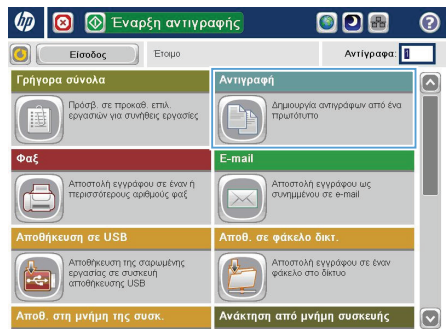 hp Έναρξη αντιγραφής ?
Είσοδος Έτοιμο Αντίγραφα: 1
Γρήγορα σύνολα Αντιγραφή
Πρόσβ. σε προκαθ. επιλ.
εργασιών για συνήθεις εργασίες
Δημιουργία αντιγράφων από ένα
πρωτότυπο
Φαξ E-mail
Αποστολή εγγράφου σε έναν ή
περισσότερους αριθμούς φαξ
Αποστολή εγγράφου ως
συνημμένου σε e-mail
Αποθήκευση σε USB Αποθ. σε φάκελο δικτ.
Αποθήκευση της σαρωμένης
εργασίας σε συσκευή
αποθήκευσης USB
Αποστολή εγγράφου σε έναν
φάκελο στο δίκτυο
Αποθ. στη μνήμη της συσκ. Ανάκτηση από μνήμη συσκευής